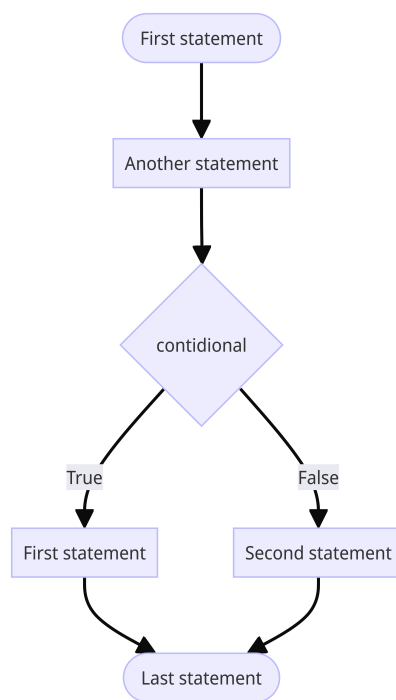 First statement
Another statement
contidional
True
False
First statement
Second statement
Last statement